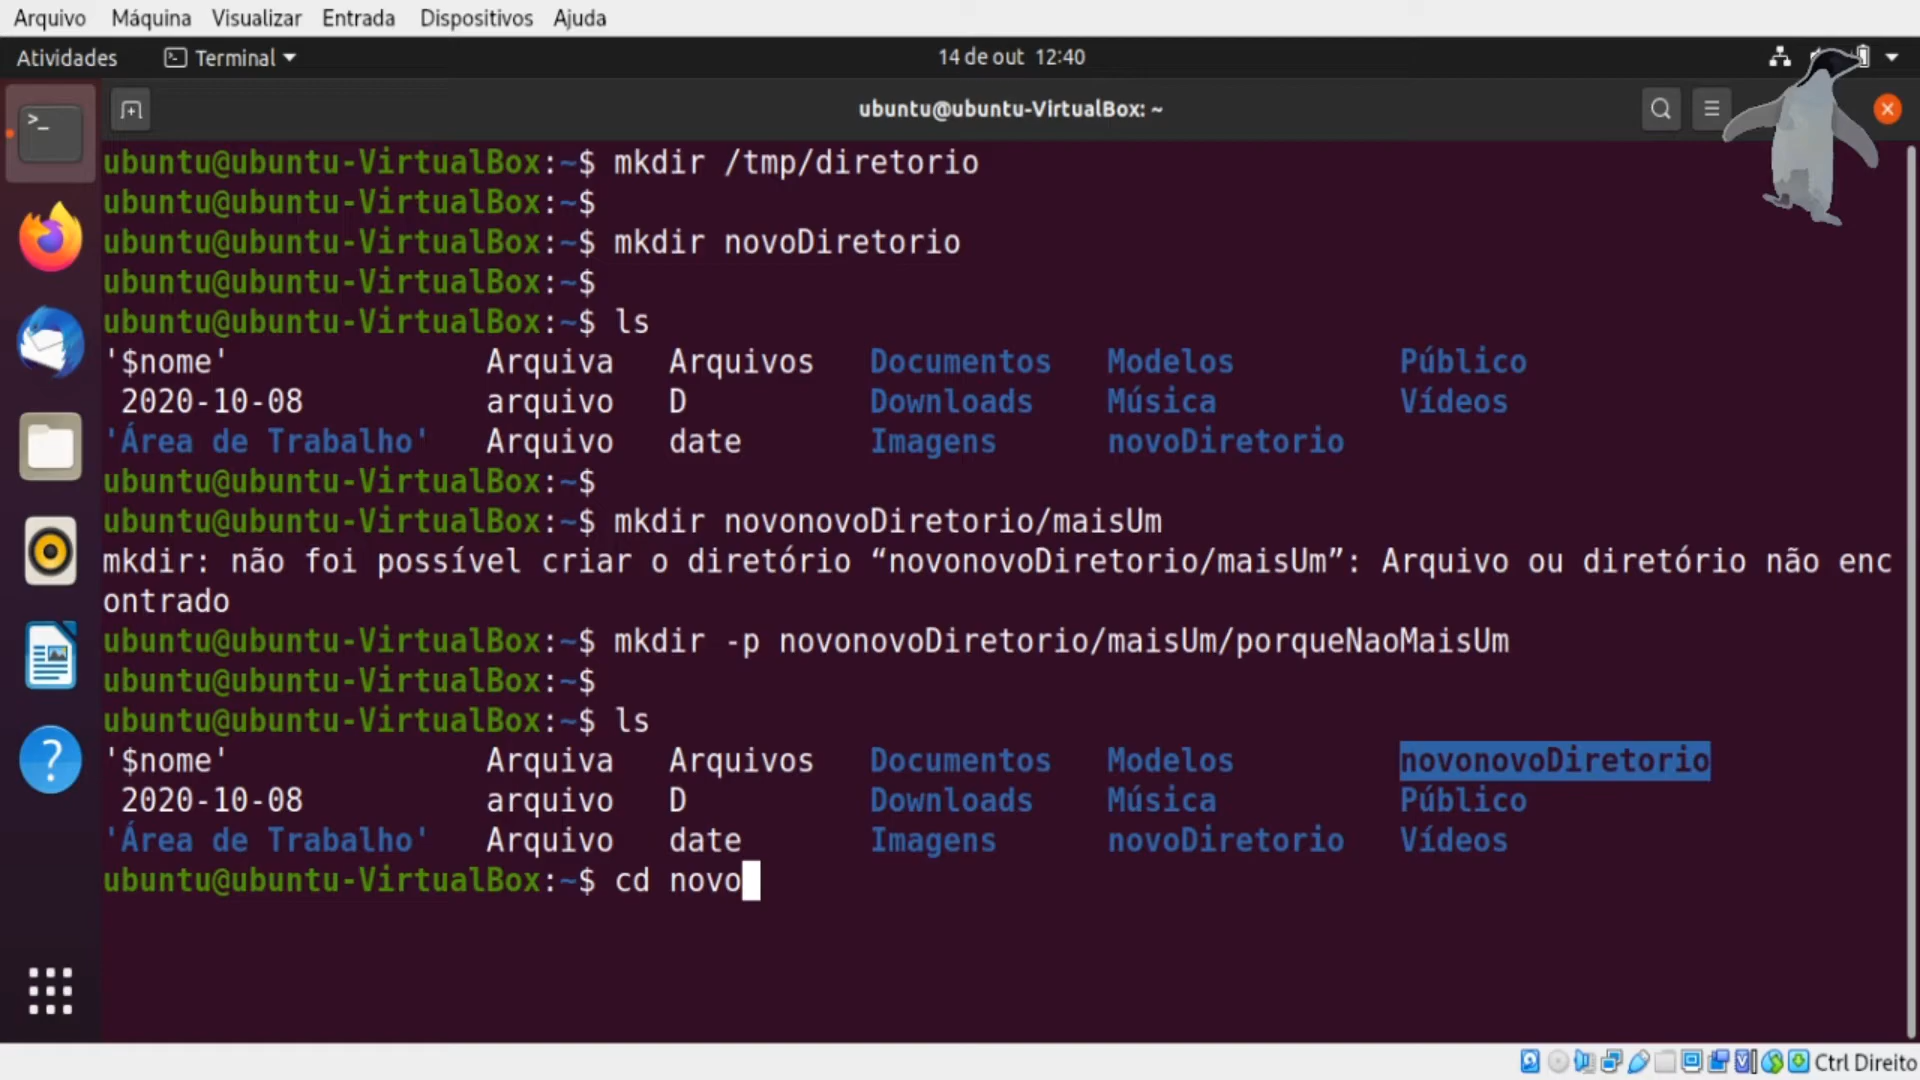 Arquivo Máquina Visualizar Entrada Dispositivos Ajuda
Atividades Terminal 14 de out 12:40
ubuntu@ubuntu-VirtualBox: ~
ubuntu@ubuntu-VirtualBox:~$ mkdir /tmp/diretorio
ubuntu@ubuntu-VirtualBox:~$
ubuntu@ubuntu-VirtualBox:~$ mkdir novoDiretorio
ubuntu@ubuntu-VirtualBox:~$
ubuntu@ubuntu-VirtualBox:~$ ls
'$nome' Arquiva Arquivos Documentos Modelos Público
2020-10-08 arquivo D Downloads Música Vídeos
'Área de Trabalho' Arquivo date Imagens novoDiretorio
ubuntu@ubuntu-VirtualBox:~$
ubuntu@ubuntu-VirtualBox:~$ mkdir novonovoDiretorio/maisUm
mkdir: não foi possível criar o diretório “novonovoDiretorio/maisUm”: Arquivo ou diretório não enc
ontrado
ubuntu@ubuntu-VirtualBox:~$ mkdir -p novonovoDiretorio/maisUm/porqueNaoMaisUm
ubuntu@ubuntu-VirtualBox:~$
ubuntu@ubuntu-VirtualBox:~$ ls
'$nome' Arquiva Arquivos Documentos Modelos novonovoDiretorio
2020-10-08 arquivo D Downloads Música Público
'Área de Trabalho' Arquivo date Imagens novoDiretorio Vídeos
ubuntu@ubuntu-VirtualBox:~$ cd novo
Ctrl Direito